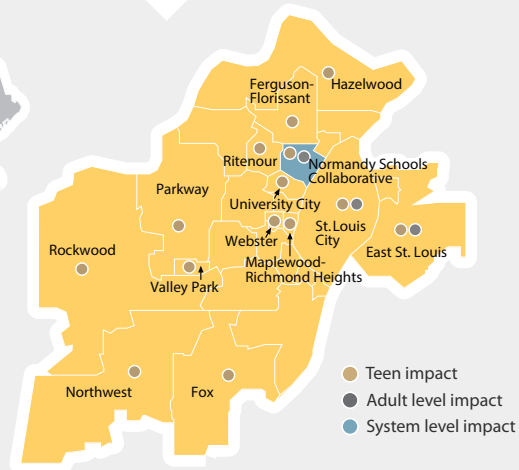 Ferguson-
Florissant
Hazelwood
Ritenour
Normandy Schools
Collaborative
Parkway
University City
St. Louis
City
Webster
East St. Louis
Rockwood
Maplewood-
Richmond Heights
Valley Park
Northwest
Fox
Teen impact
Adult level impact
System level impact